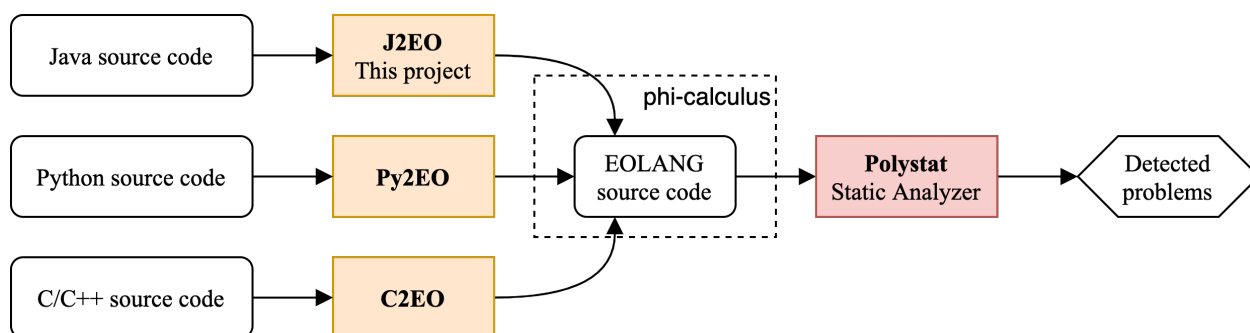 Java source code
J2EO
This project
phi-calculus
Python source code
Py2EO
EOLANG
source code
Polystat
Static Analyzer
Detected
problems
C/C++ source code
C2EO